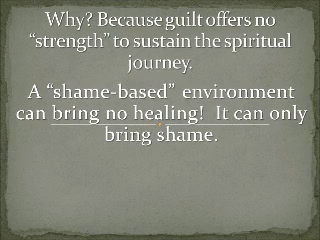 Why? Because guilt offers no
“strength” to sustain the spiritual
journey.
A “shame-based” environment
can bring no healing!  It can only
bring shame.